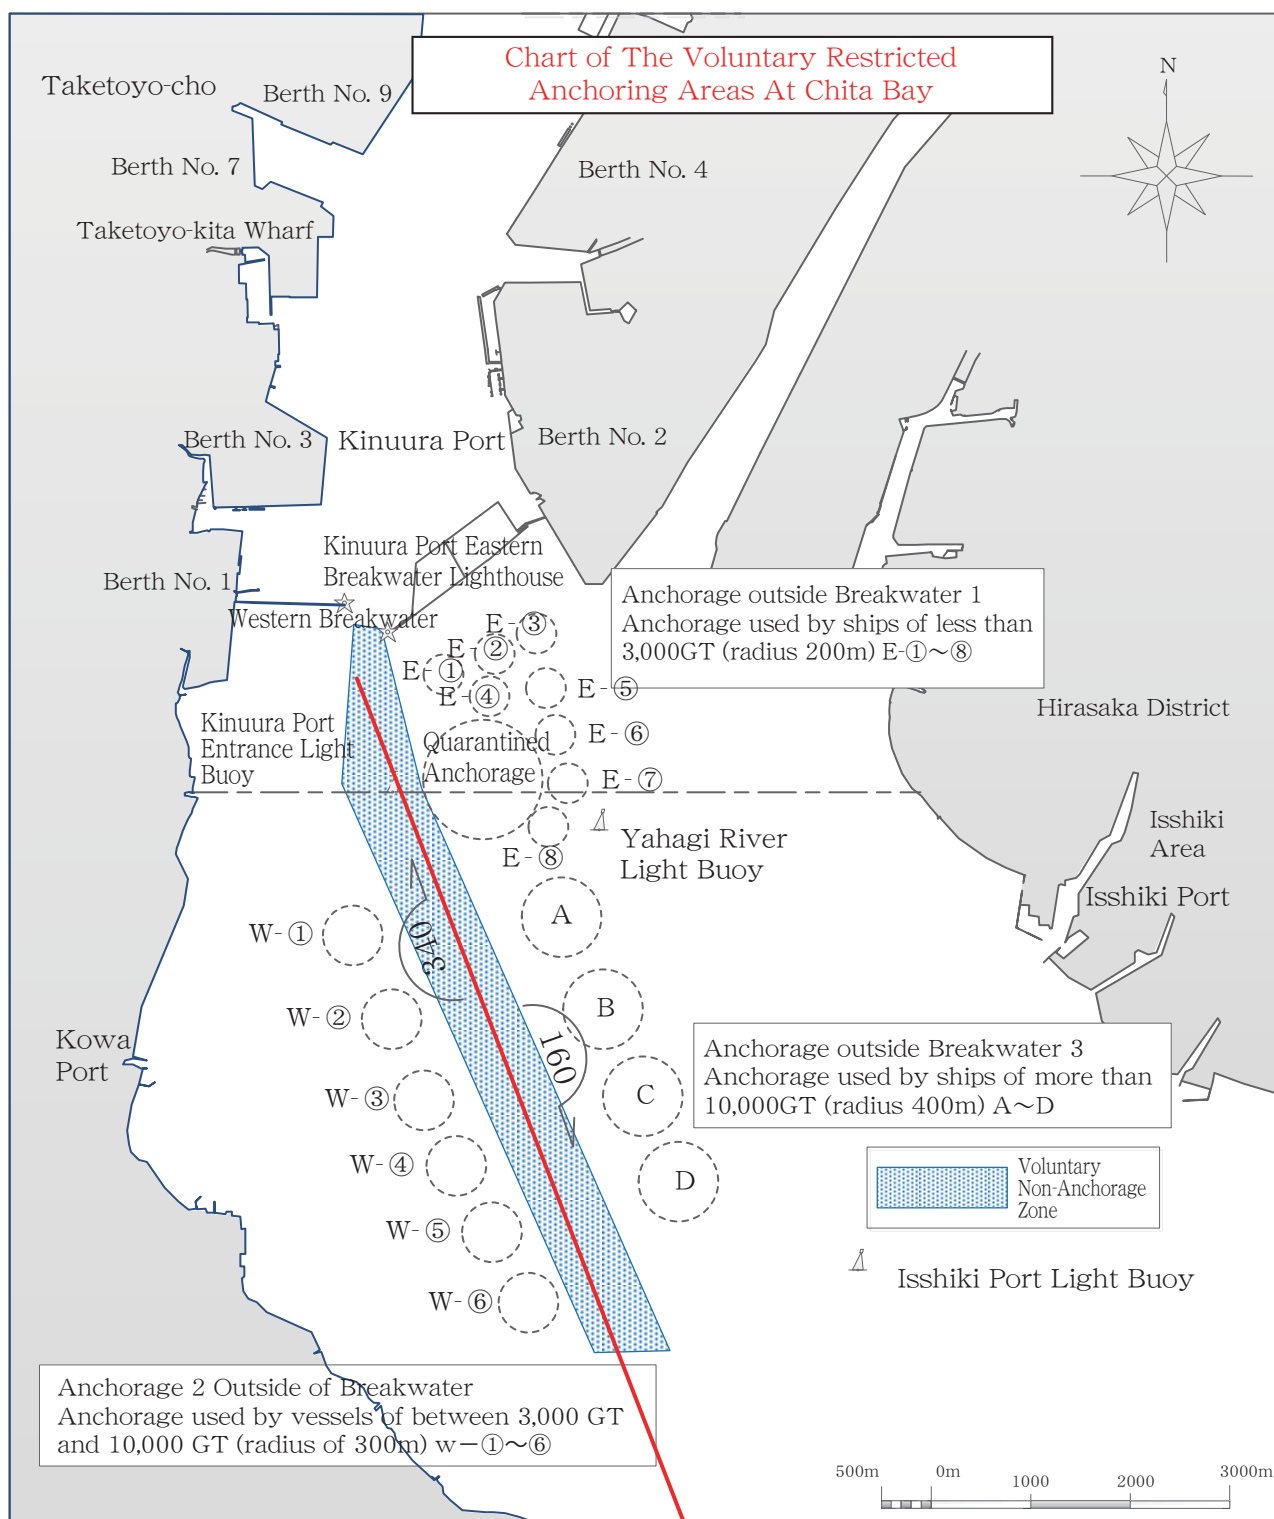 Chart of The Voluntary Restricted
Anchoring Areas At Chita Bay
N
Taketoyo-cho
Berth No. 9
Berth No. 7
Berth No. 4
Taketoyo-kita Wharf
Berth No. 3
Kinuura Port
Berth No. 2
Kinuura Port Eastern
Breakwater Lighthouse
Berth No. 1
Western Breakwater
Anchorage outside Breakwater 1
Anchorage used by ships of less than
3,000GT (radius 200m) E-①～⑧
E-③
E-②
E-①
E-④
E-⑤
E-⑥
E-⑦
E-⑧
Kinuura Port
Entrance Light
Buoy
Quarantined
Anchorage
Hirasaka District
Yahagi River
Light Buoy
Isshiki
Area
Isshiki Port
A
B
C
D
W-①
W-②
W-③
W-④
W-⑤
W-⑥
340
160
Kowa
Port
Anchorage outside Breakwater 3
Anchorage used by ships of more than
10,000GT (radius 400m) A～D
Voluntary
Non-Anchorage
Zone
Isshiki Port Light Buoy
Anchorage 2 Outside of Breakwater
Anchorage used by vessels of between 3,000 GT
and 10,000 GT (radius of 300m) w－①～⑥
500m 0m 1000 2000 3000m